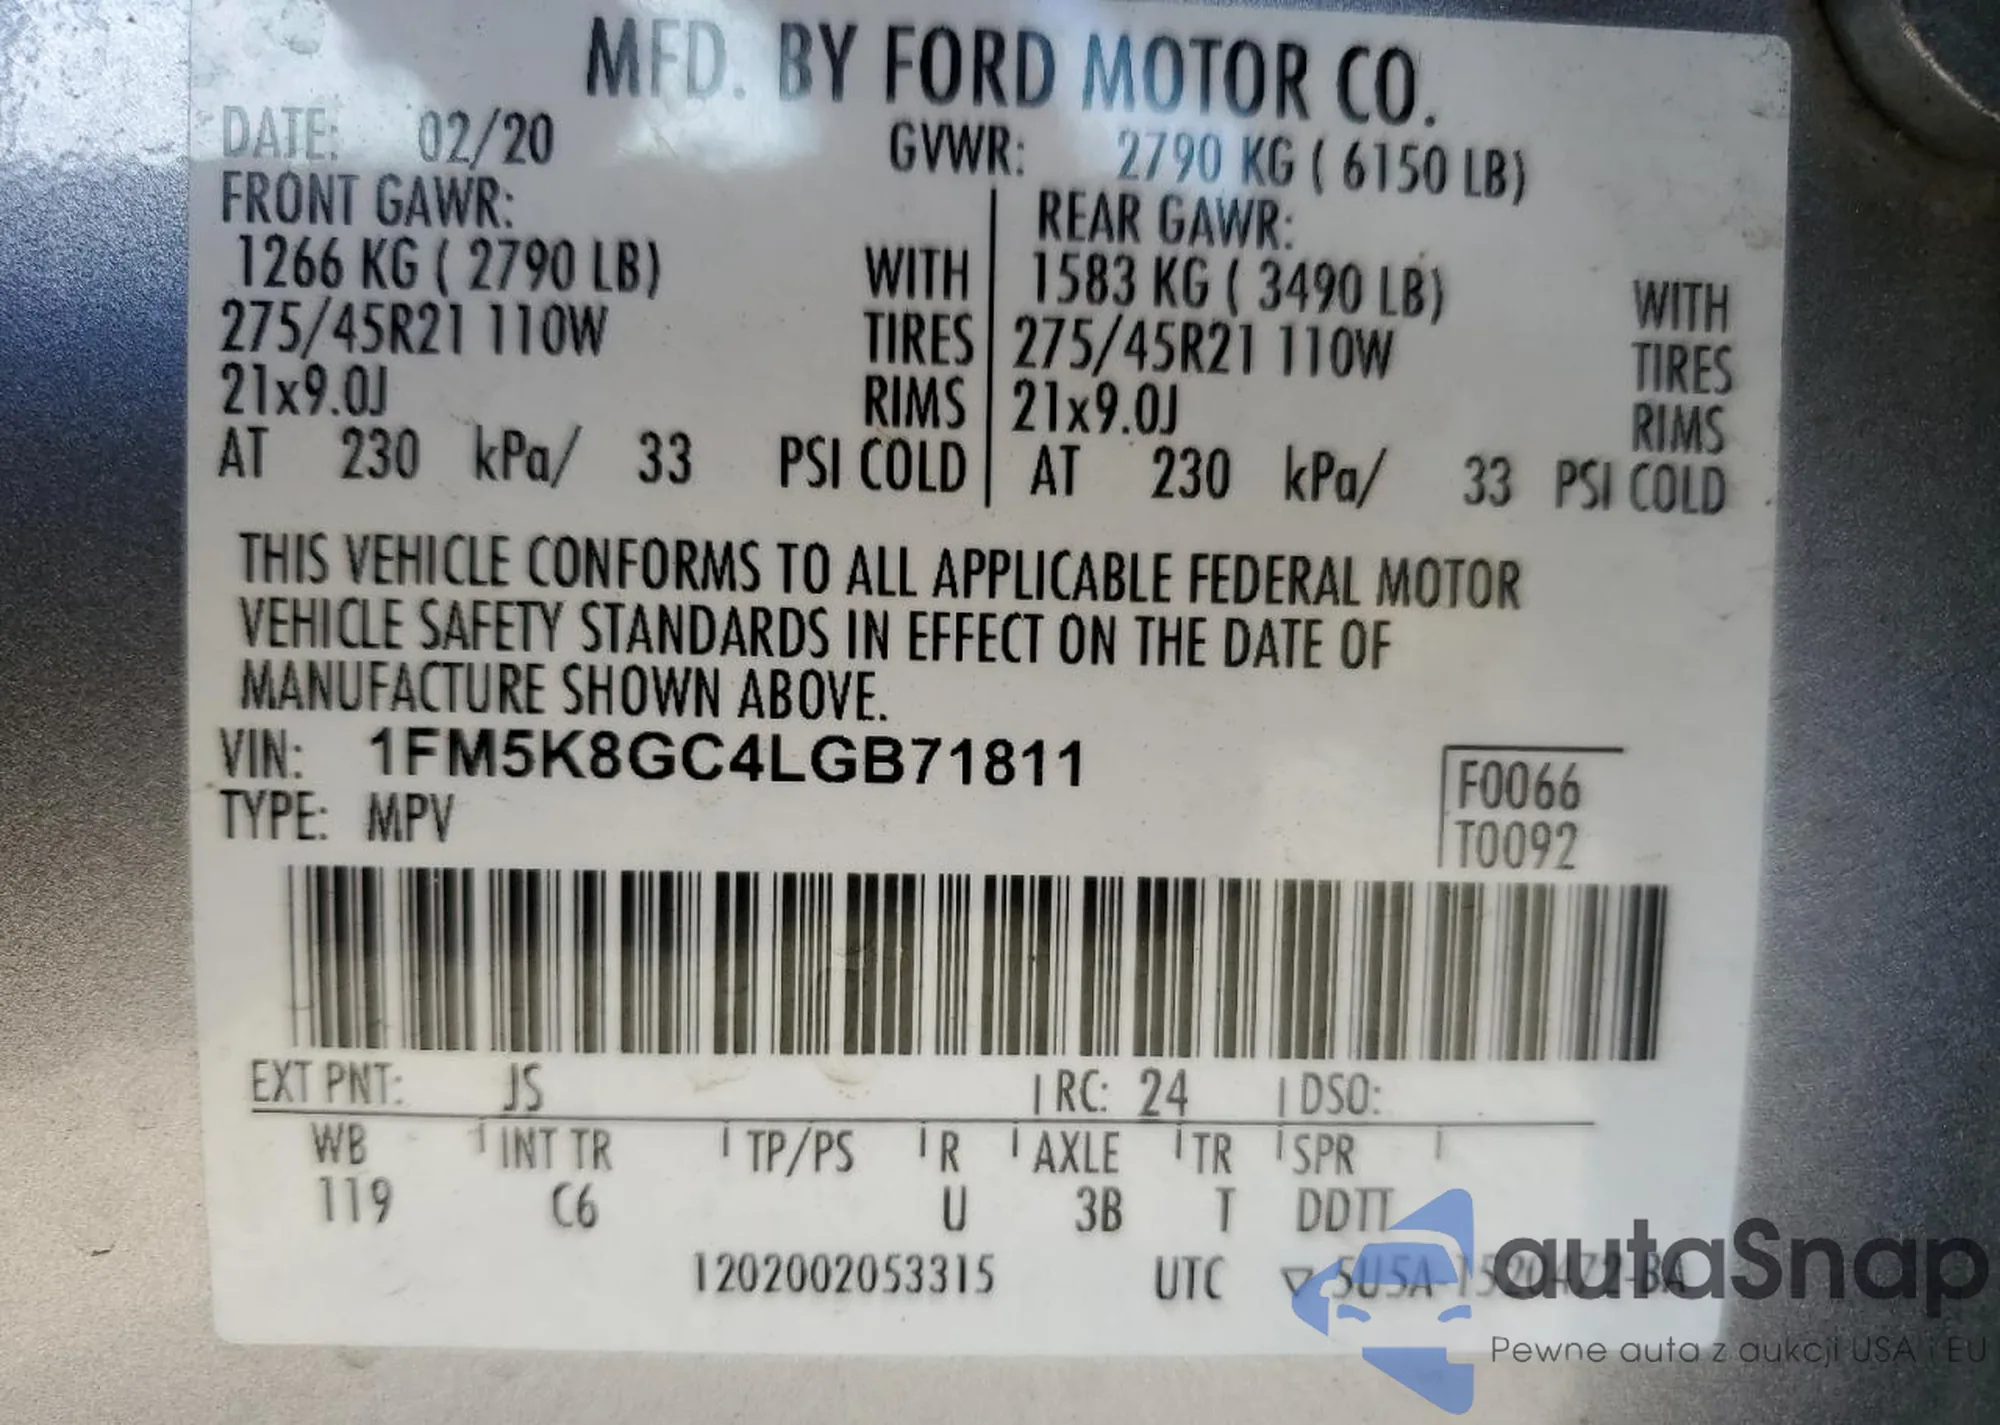 MFD. BY FORD MOTOR CO.
DATE: 02/20 GVWR: 2790 KG ( 6150 LB)
FRONT GAWR: REAR GAWR:
1266 KG ( 2790 LB) WITH 1583 KG ( 3490 LB) WITH
275/45R21 110W TIRES 275/45R21 110W TIRES
21x9.0J RIMS 21x9.0J RIMS
AT 230 kPa/ 33 PSI COLD AT 230 kPa/ 33 PSI COLD
THIS VEHICLE CONFORMS TO ALL APPLICABLE FEDERAL MOTOR
VEHICLE SAFETY STANDARDS IN EFFECT ON THE DATE OF
MANUFACTURE SHOWN ABOVE.
VIN: 1FM5K8GC4LGB71811
TYPE: MPV
F0066
T0092
EXT PNT: JS RC: 24 DSO:
WB INT TR TP/PS R AXLE TR SPR
119 C6 U 3B T DDTT
1202002053315 UTC ▽ 5U5A-1520472-BA
autaSnap
Pewne auta z aukcji USA i EU